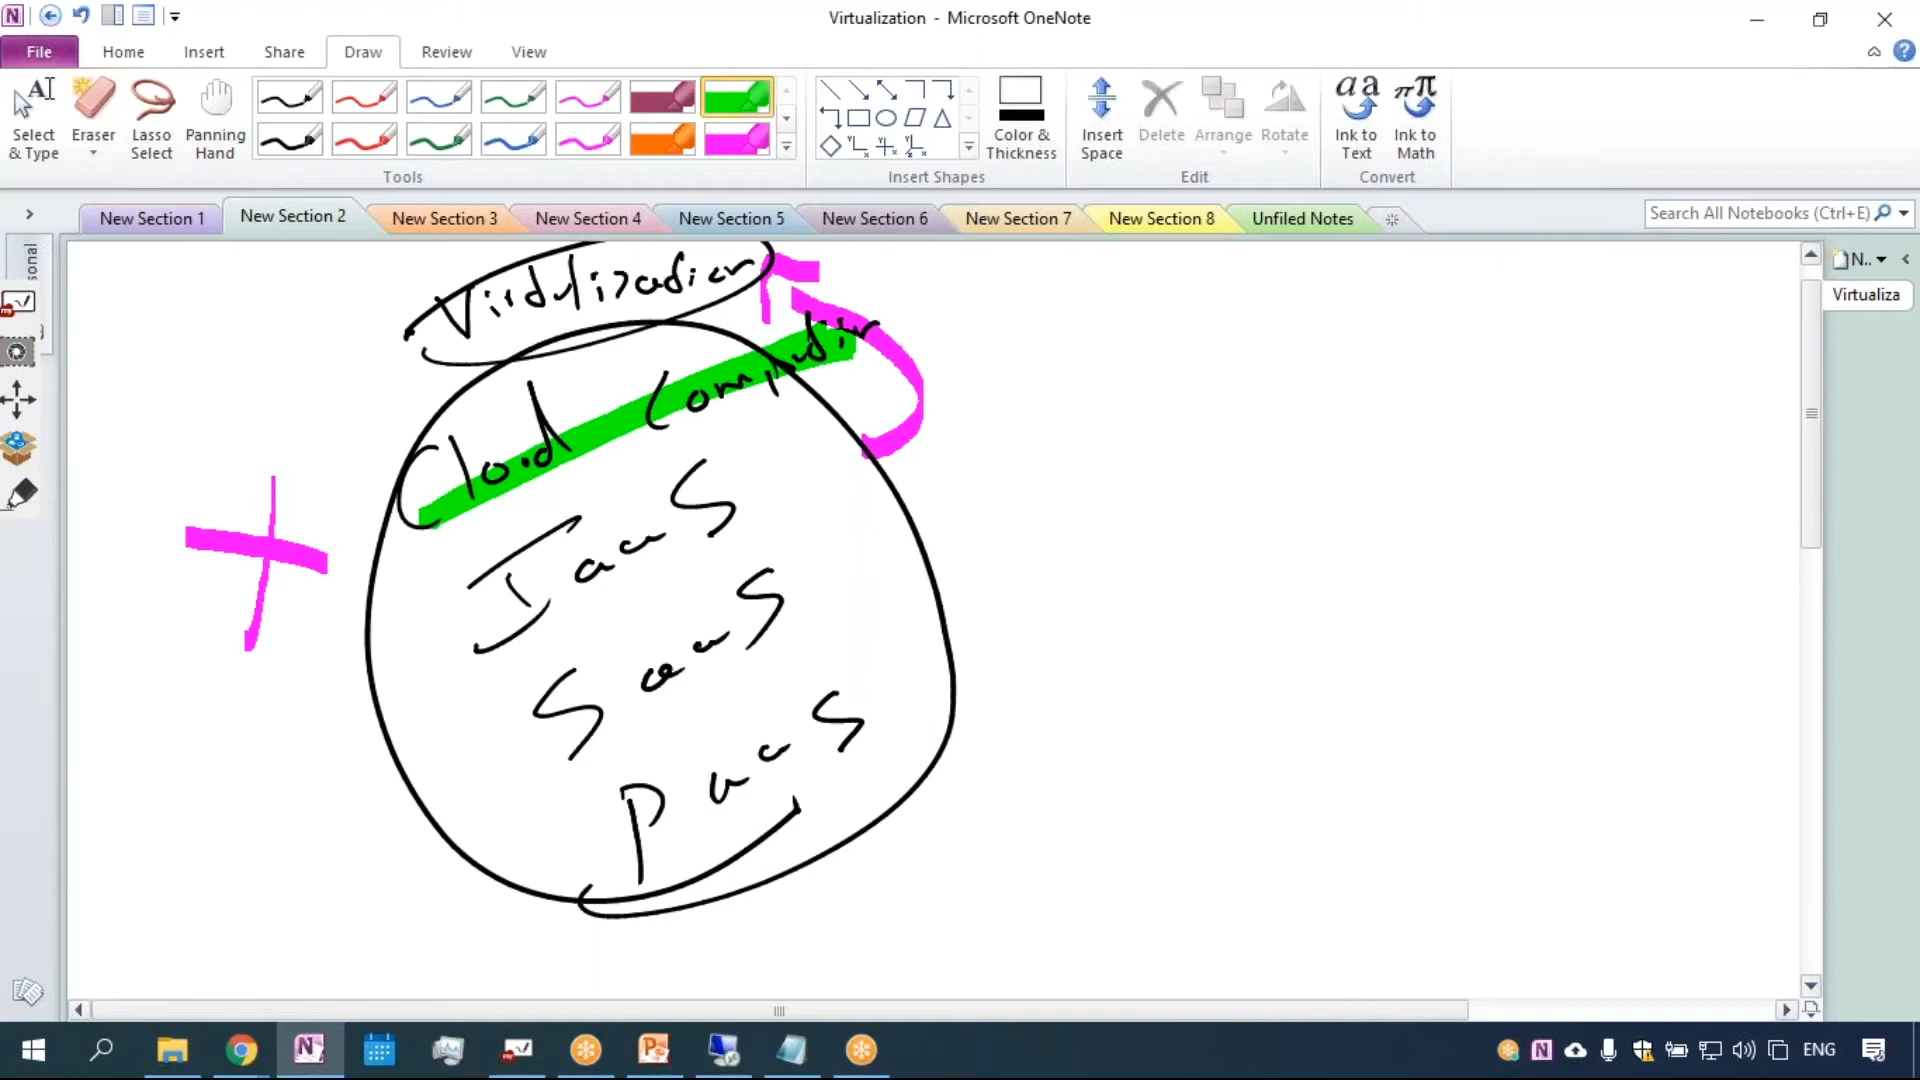 Virtualization - Microsoft OneNote
File Home Insert Share Draw Review View
Select & Type
Eraser
Lasso Select
Panning Hand
Color & Thickness
Insert Space
Delete
Arrange
Rotate
Ink to Text
Ink to Math
Tools
Insert Shapes
Edit
Convert
New Section 1 New Section 2 New Section 3 New Section 4 New Section 5 New Section 6 New Section 7 New Section 8 Unfiled Notes
Search All Notebooks (Ctrl+E)
sonal
N..
Virtualiza
Cloud
IaaS
SaaS
PaaS
ENG